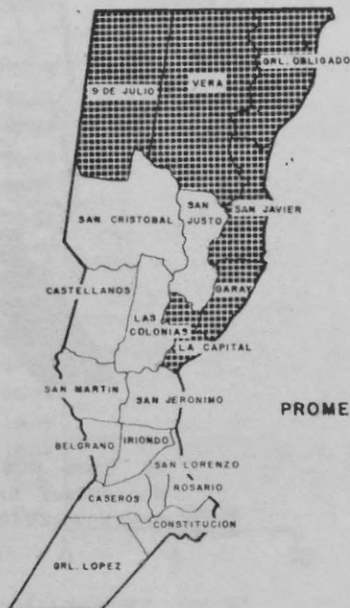 GRL. OBLIGADO
VERA
9 DE JULIO
SAN CRISTOBAL
SAN
JUSTO
SAN JAVIER
GARAY
CASTELLANOS
LAS
COLONIAS
LA CAPITAL
SAN MARTIN
SAN JERONIMO
PROME
BELGRANO
IRIONDO
SAN LORENZO
ROSARIO
CASEROS
CONSTITUCION
GRL. LOPEZ